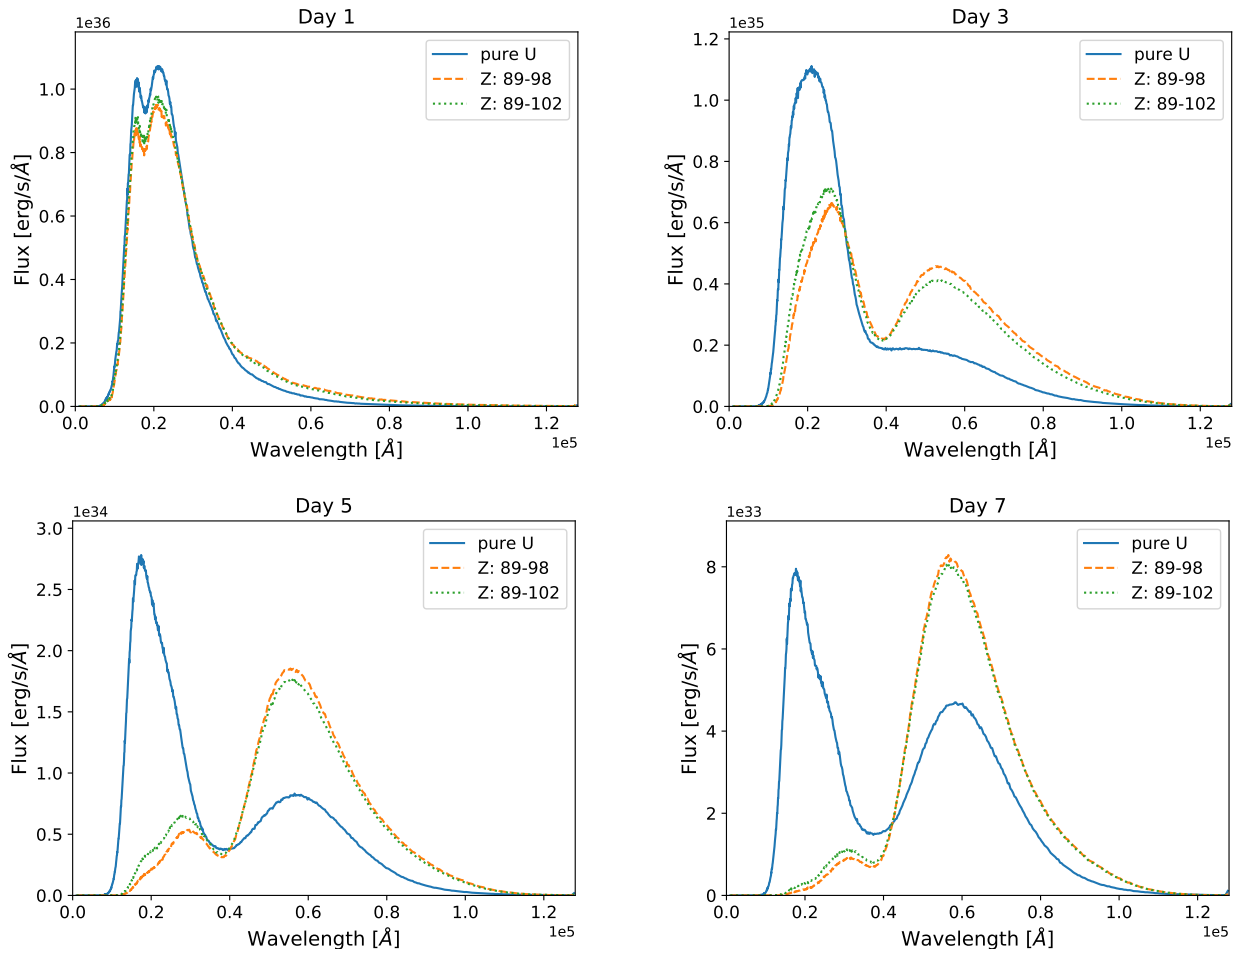 Day 1
1e36
Flux [erg/s/Å]
1.0
0.8
0.6
0.4
0.2
0.0
pure U
Z: 89-98
Z: 89-102
0.0 0.2 0.4 0.6 0.8 1.0 1.2
1e5
Wavelength [Å]
Day 3
1e35
Flux [erg/s/Å]
1.2
1.0
0.8
0.6
0.4
0.2
0.0
pure U
Z: 89-98
Z: 89-102
0.0 0.2 0.4 0.6 0.8 1.0 1.2
1e5
Wavelength [Å]
Day 5
1e34
Flux [erg/s/Å]
3.0
2.5
2.0
1.5
1.0
0.5
0.0
pure U
Z: 89-98
Z: 89-102
0.0 0.2 0.4 0.6 0.8 1.0 1.2
1e5
Wavelength [Å]
Day 7
1e33
Flux [erg/s/Å]
8
6
4
2
0
pure U
Z: 89-98
Z: 89-102
0.0 0.2 0.4 0.6 0.8 1.0 1.2
1e5
Wavelength [Å]